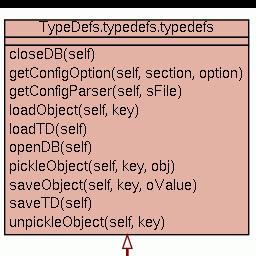 TypeDefs.typedefs.typedefs
closeDB(self)
getConfigOption(self, section, option)
getConfigParser(self, sFile)
loadObject(self, key)
loadTD(self)
openDB(self)
pickleObject(self, key, obj)
saveObject(self, key, oValue)
saveTD(self)
unpickleObject(self, key)